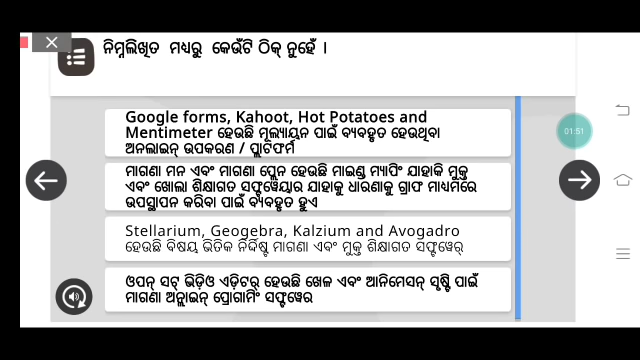 ନିମ୍ନଲିଖିତ ମଧ୍ୟରୁ କେଉଁଟି ଠିକ୍ ନୁହେଁ ।
Google forms, Kahoot, Hot Potatoes and
Mentimeter ହେଉଛି ମୂଲ୍ୟାୟନ ପାଇଁ ବ୍ୟବହୃତ ହେଉଥିବା
ଅନଲାଇନ୍ ଉପକରଣ / ପ୍ଲାଟଫର୍ମ
01:51
ମାଗଣା ମନ ଏବଂ ମାଗଣା ପ୍ଲେନ ହେଉଛି ମାଇଣ୍ଡ ମ୍ୟାପିଂ ଯାହାକି ମୁକ୍ତ
ଏବଂ ଖୋଲା ଶିକ୍ଷାଗତ ସଫ୍ଟୱେୟାର ଯାହାକୁ ଧାରଣାକୁ ଗ୍ରାଫ ମାଧ୍ୟମରେ
ଉପସ୍ଥାପନ କରିବା ପାଇଁ ବ୍ୟବହୃତ ହୁଏ
Stellarium, Geogebra, Kalzium and Avogadro
ହେଉଛି ବିଷୟ ଭିତିକ ନିର୍ଦ୍ଦିଷ୍ଟ ମାଗଣା ଏବଂ ମୁକ୍ତ ଶିକ୍ଷାଗତ ସଫ୍ଟୱେର୍
ଓପନ୍ ସଟ୍ ଭିଡ଼ିଓ ଏଡ଼ିଟର୍ ହେଉଛି ଖେଳ ଏବଂ ଆନିମେସନ୍ ସୃଷ୍ଟି ପାଇଁ
ମାଗଣା ଅନ୍ଲାଇନ୍ ପ୍ରୋଗାମିଂ ସଫ୍ଟୱେର